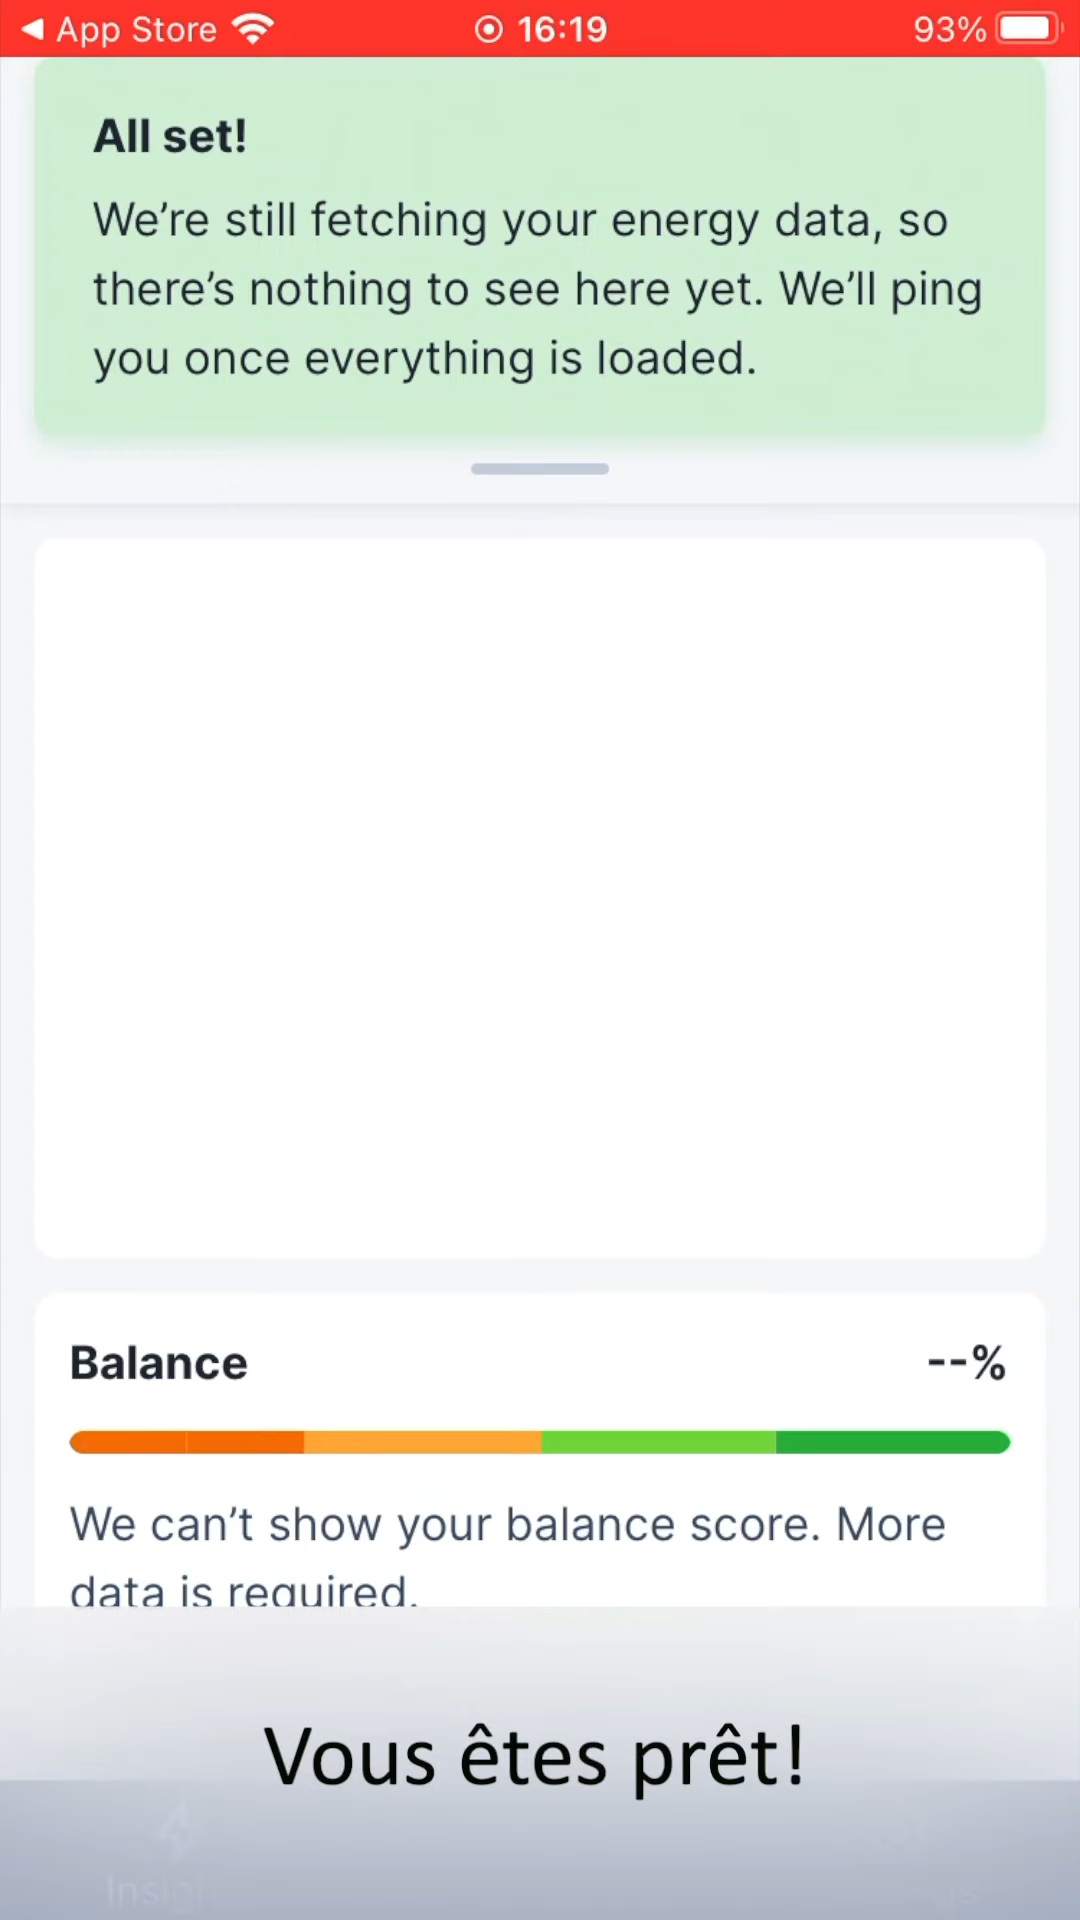 App Store 16:19 93%
All set!
We're still fetching your energy data, so
there's nothing to see here yet. We'll ping
you once everything is loaded.
Balance --%
We can't show your balance score. More
data is required.
Vous êtes prêt!